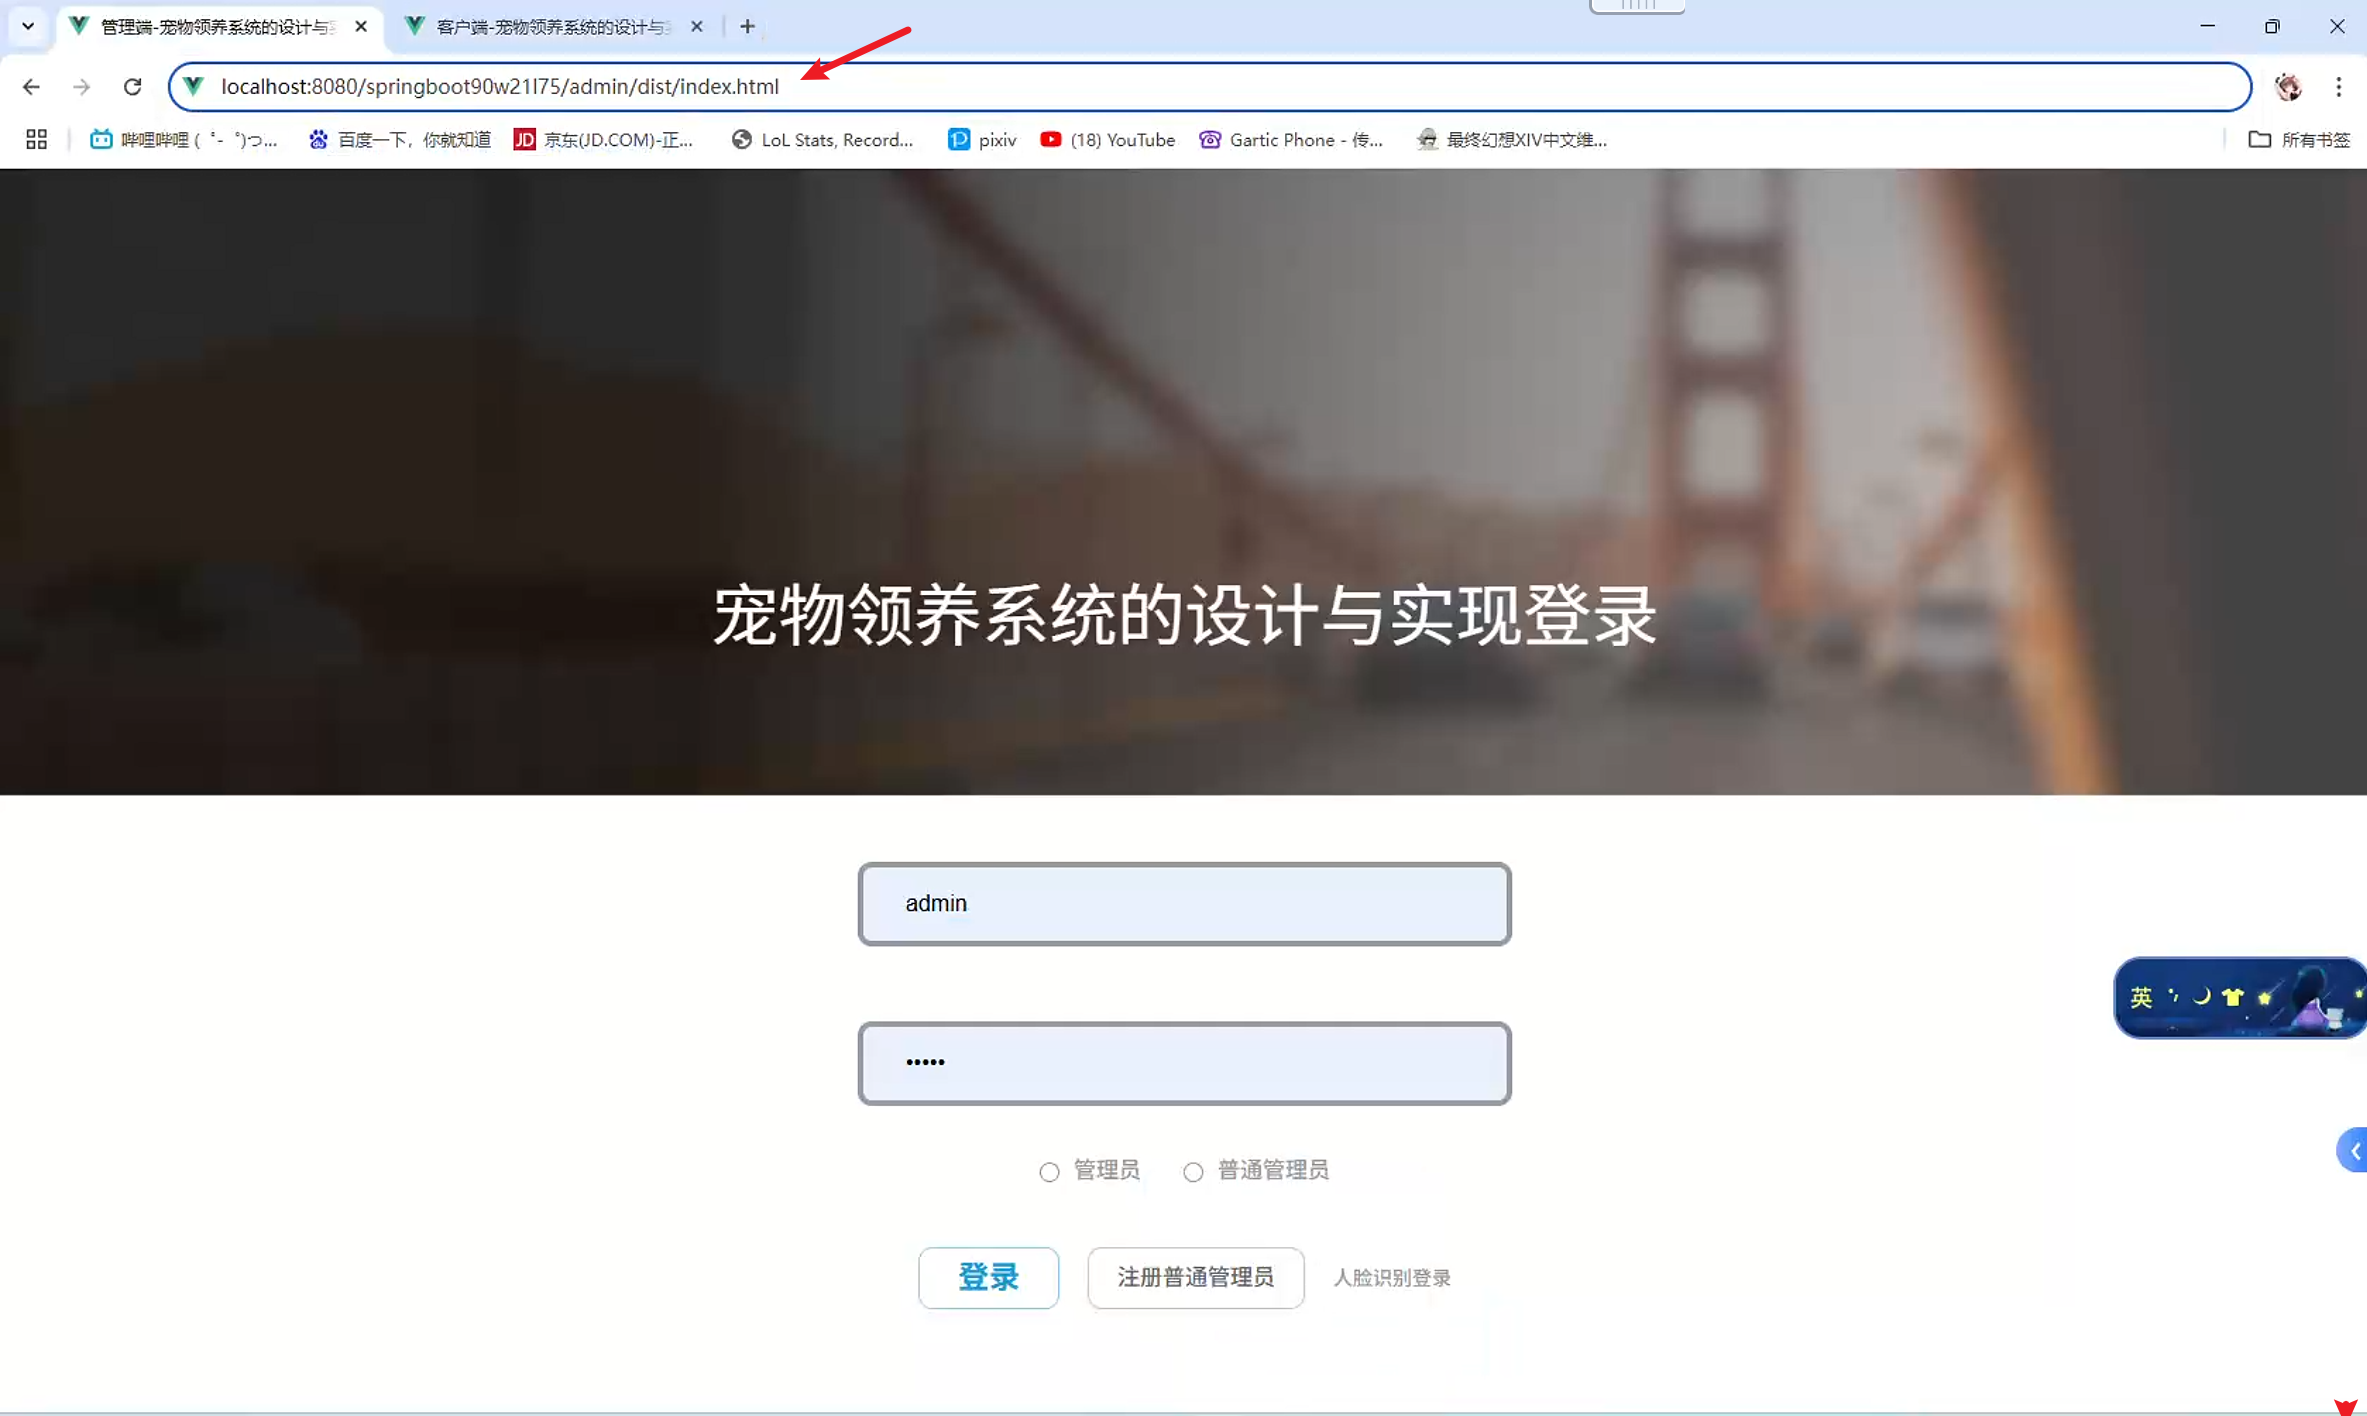 管理端-宠物领养系统的设计与实
客户端-宠物领养系统的设计与实
localhost:8080/springboot90w21l75/admin/dist/index.html
哔哩哔哩 ( ゜- ゜)つ...
百度一下，你就知道
JD 京东(JD.COM)-正...
LoL Stats, Record...
pixiv
(18) YouTube
Gartic Phone - 传...
最终幻想XIV中文维...
所有书签
宠物领养系统的设计与实现登录
admin
•••••
英
管理员
普通管理员
登录
注册普通管理员
人脸识别登录